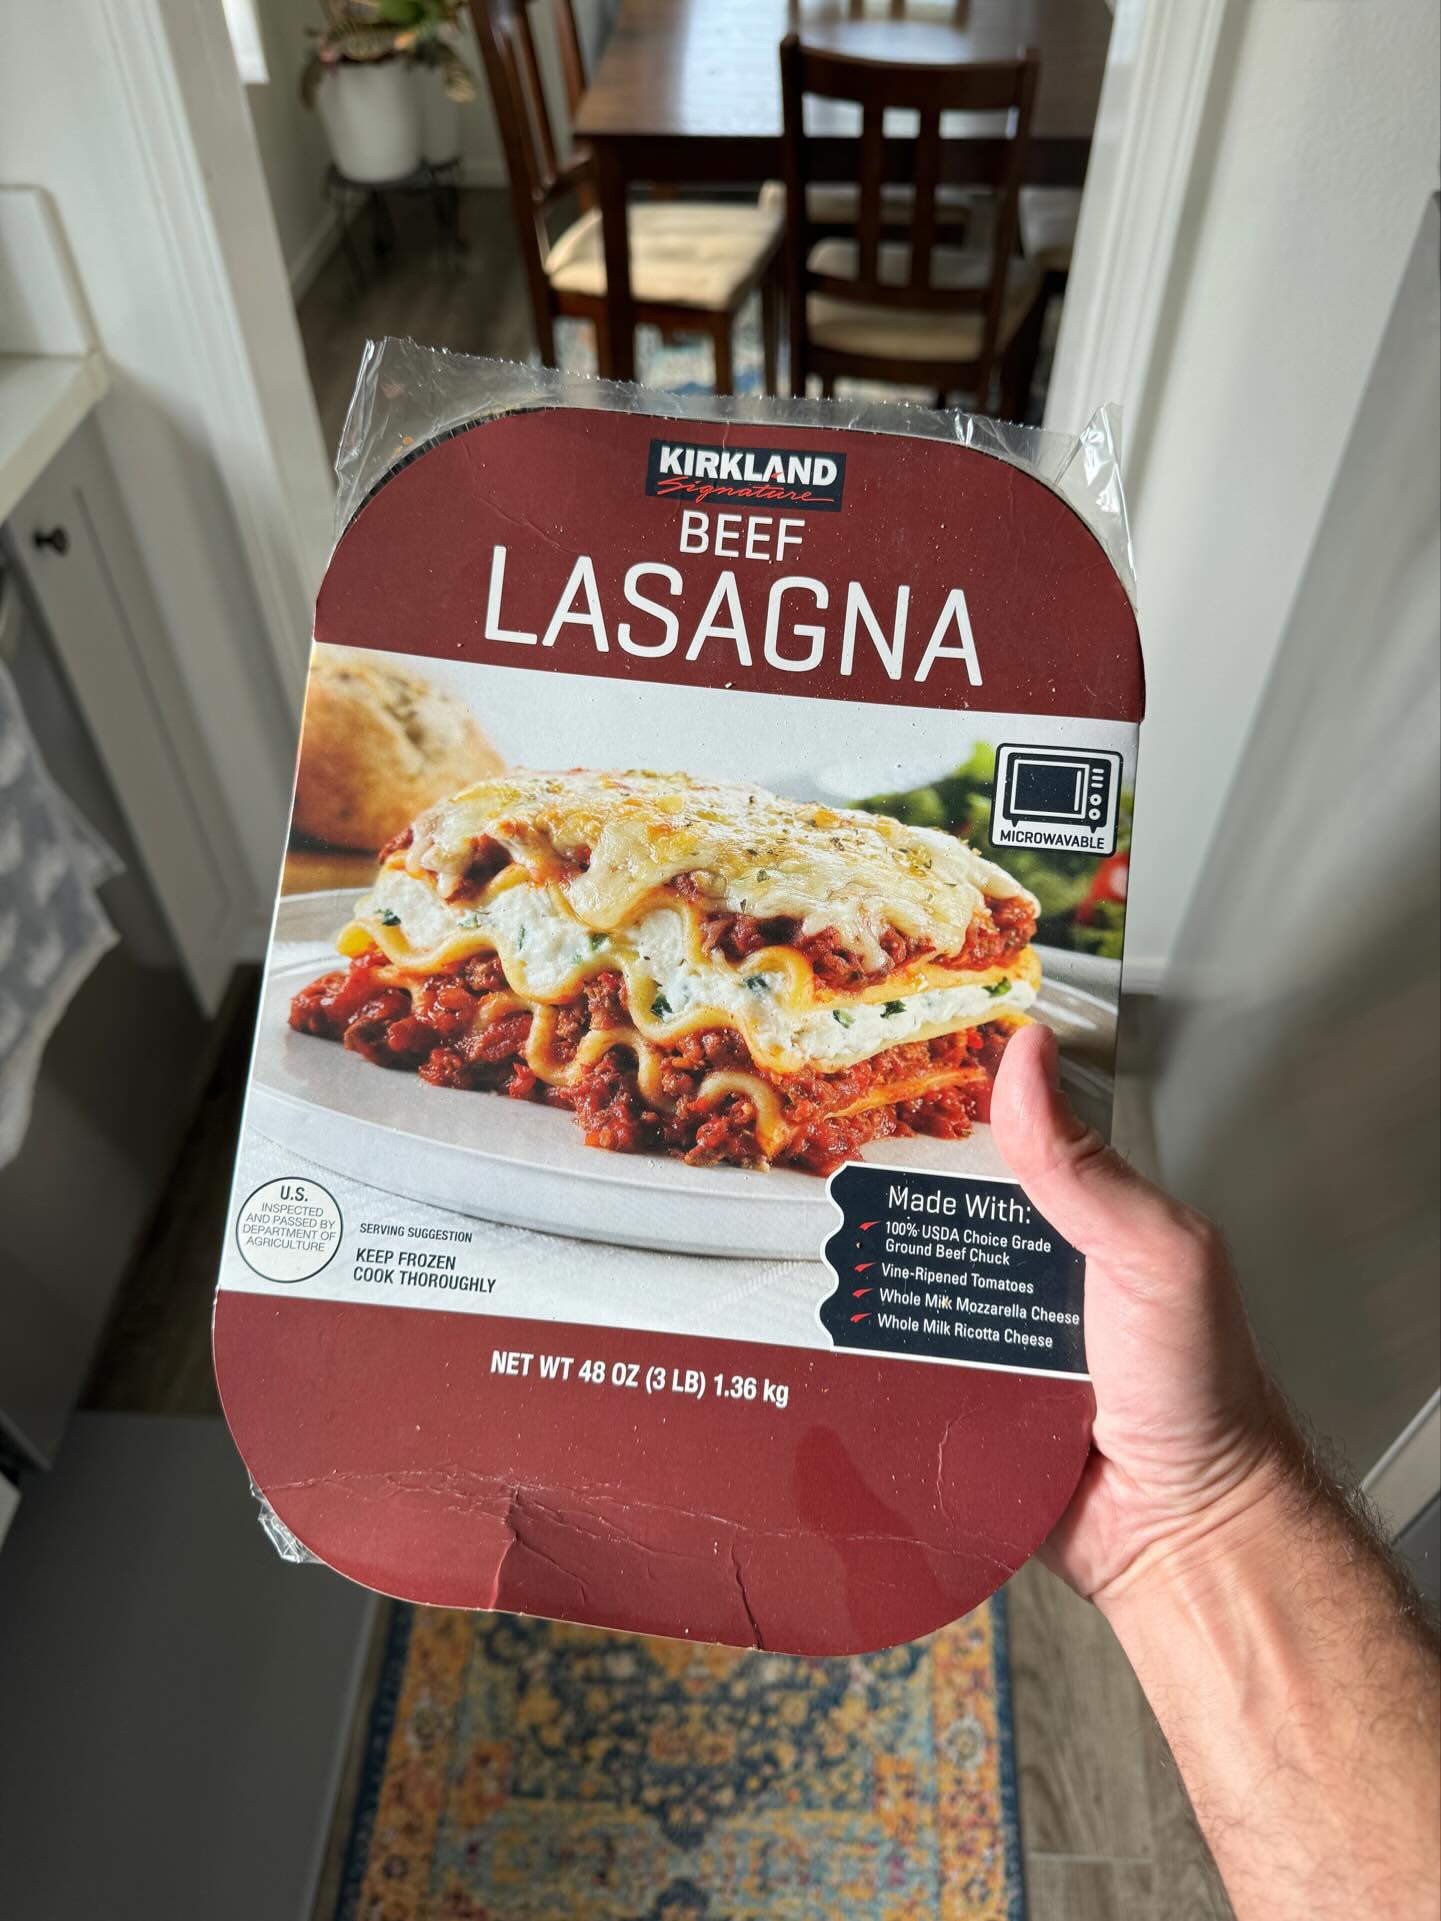 KIRKLAND
Signature
BEEF
LASAGNA
MICROWAVABLE
U.S.
INSPECTED
AND PASSED BY
DEPARTMENT OF
AGRICULTURE
SERVING SUGGESTION
KEEP FROZEN
COOK THOROUGHLY
Made With:
100% USDA Choice Grade
Ground Beef Chuck
Vine-Ripened Tomatoes
Whole Milk Mozzarella Cheese
Whole Milk Ricotta Cheese
NET WT 48 OZ (3 LB) 1.36 kg